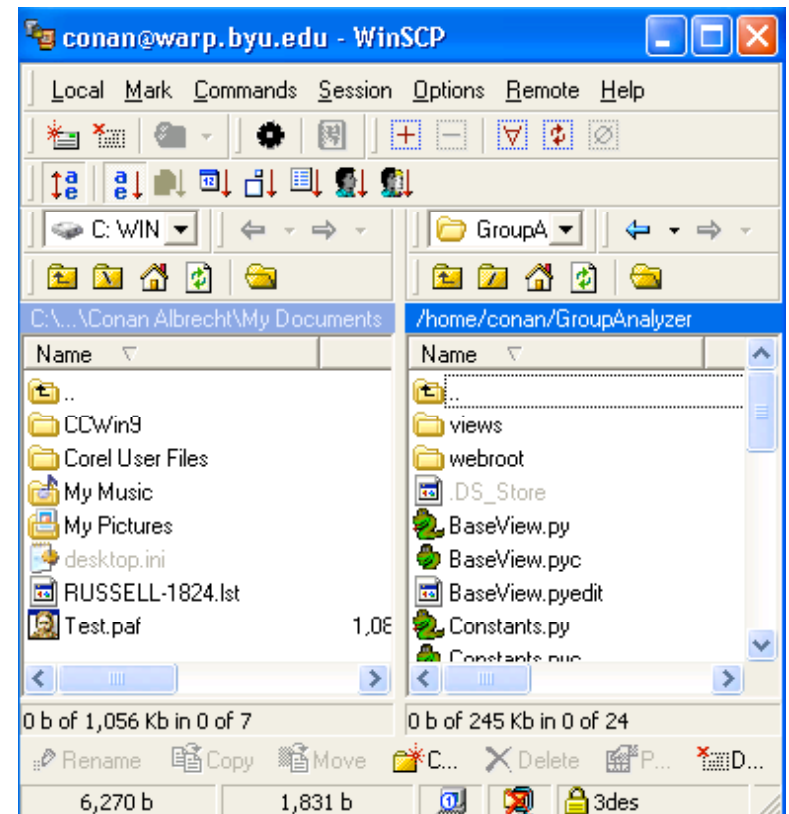 conan@warp.byu.edu - WinSCP
Local Mark Commands Session Options Remote Help
C: WIN
GroupA
C:\...\Conan Albrecht\My Documents
/home/conan/GroupAnalyzer
Name
Name
..
CCWin9
Corel User Files
My Music
My Pictures
desktop.ini
RUSSELL-1824.lst
Test.paf 1,08
..
views
webroot
.DS_Store
BaseView.py
BaseView.pyc
BaseView.pyedit
Constants.py
Constants.pyc
0 b of 1,056 Kb in 0 of 7
0 b of 245 Kb in 0 of 24
Rename Copy Move C... Delete P... D...
6,270 b 1,831 b 3des